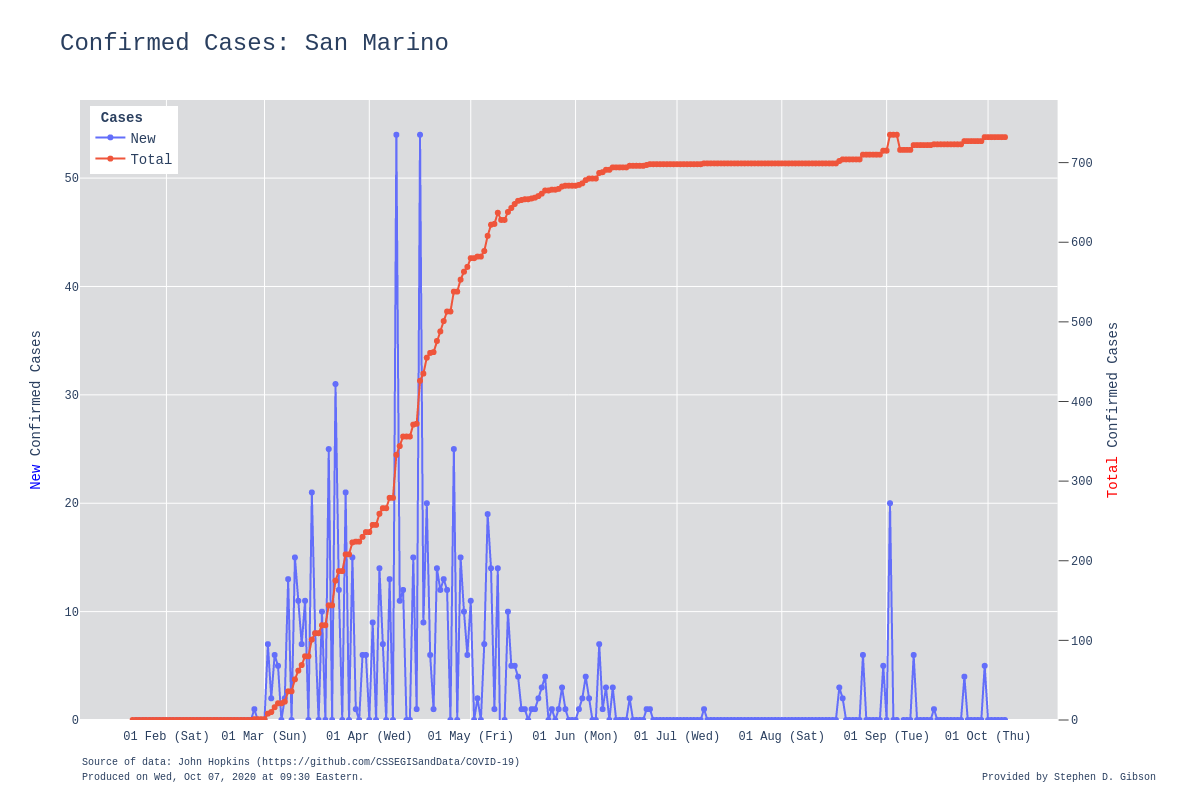 Confirmed Cases: San Marino
Cases
New
Total
50
40
30
20
10
0
New Confirmed Cases
700
600
500
400
300
200
100
0
Total Confirmed Cases
01 Feb (Sat) 01 Mar (Sun) 01 Apr (Wed) 01 May (Fri) 01 Jun (Mon) 01 Jul (Wed) 01 Aug (Sat) 01 Sep (Tue) 01 Oct (Thu)
Source of data: John Hopkins (https://github.com/CSSEGISandData/COVID-19)
Produced on Wed, Oct 07, 2020 at 09:30 Eastern.
Provided by Stephen D. Gibson